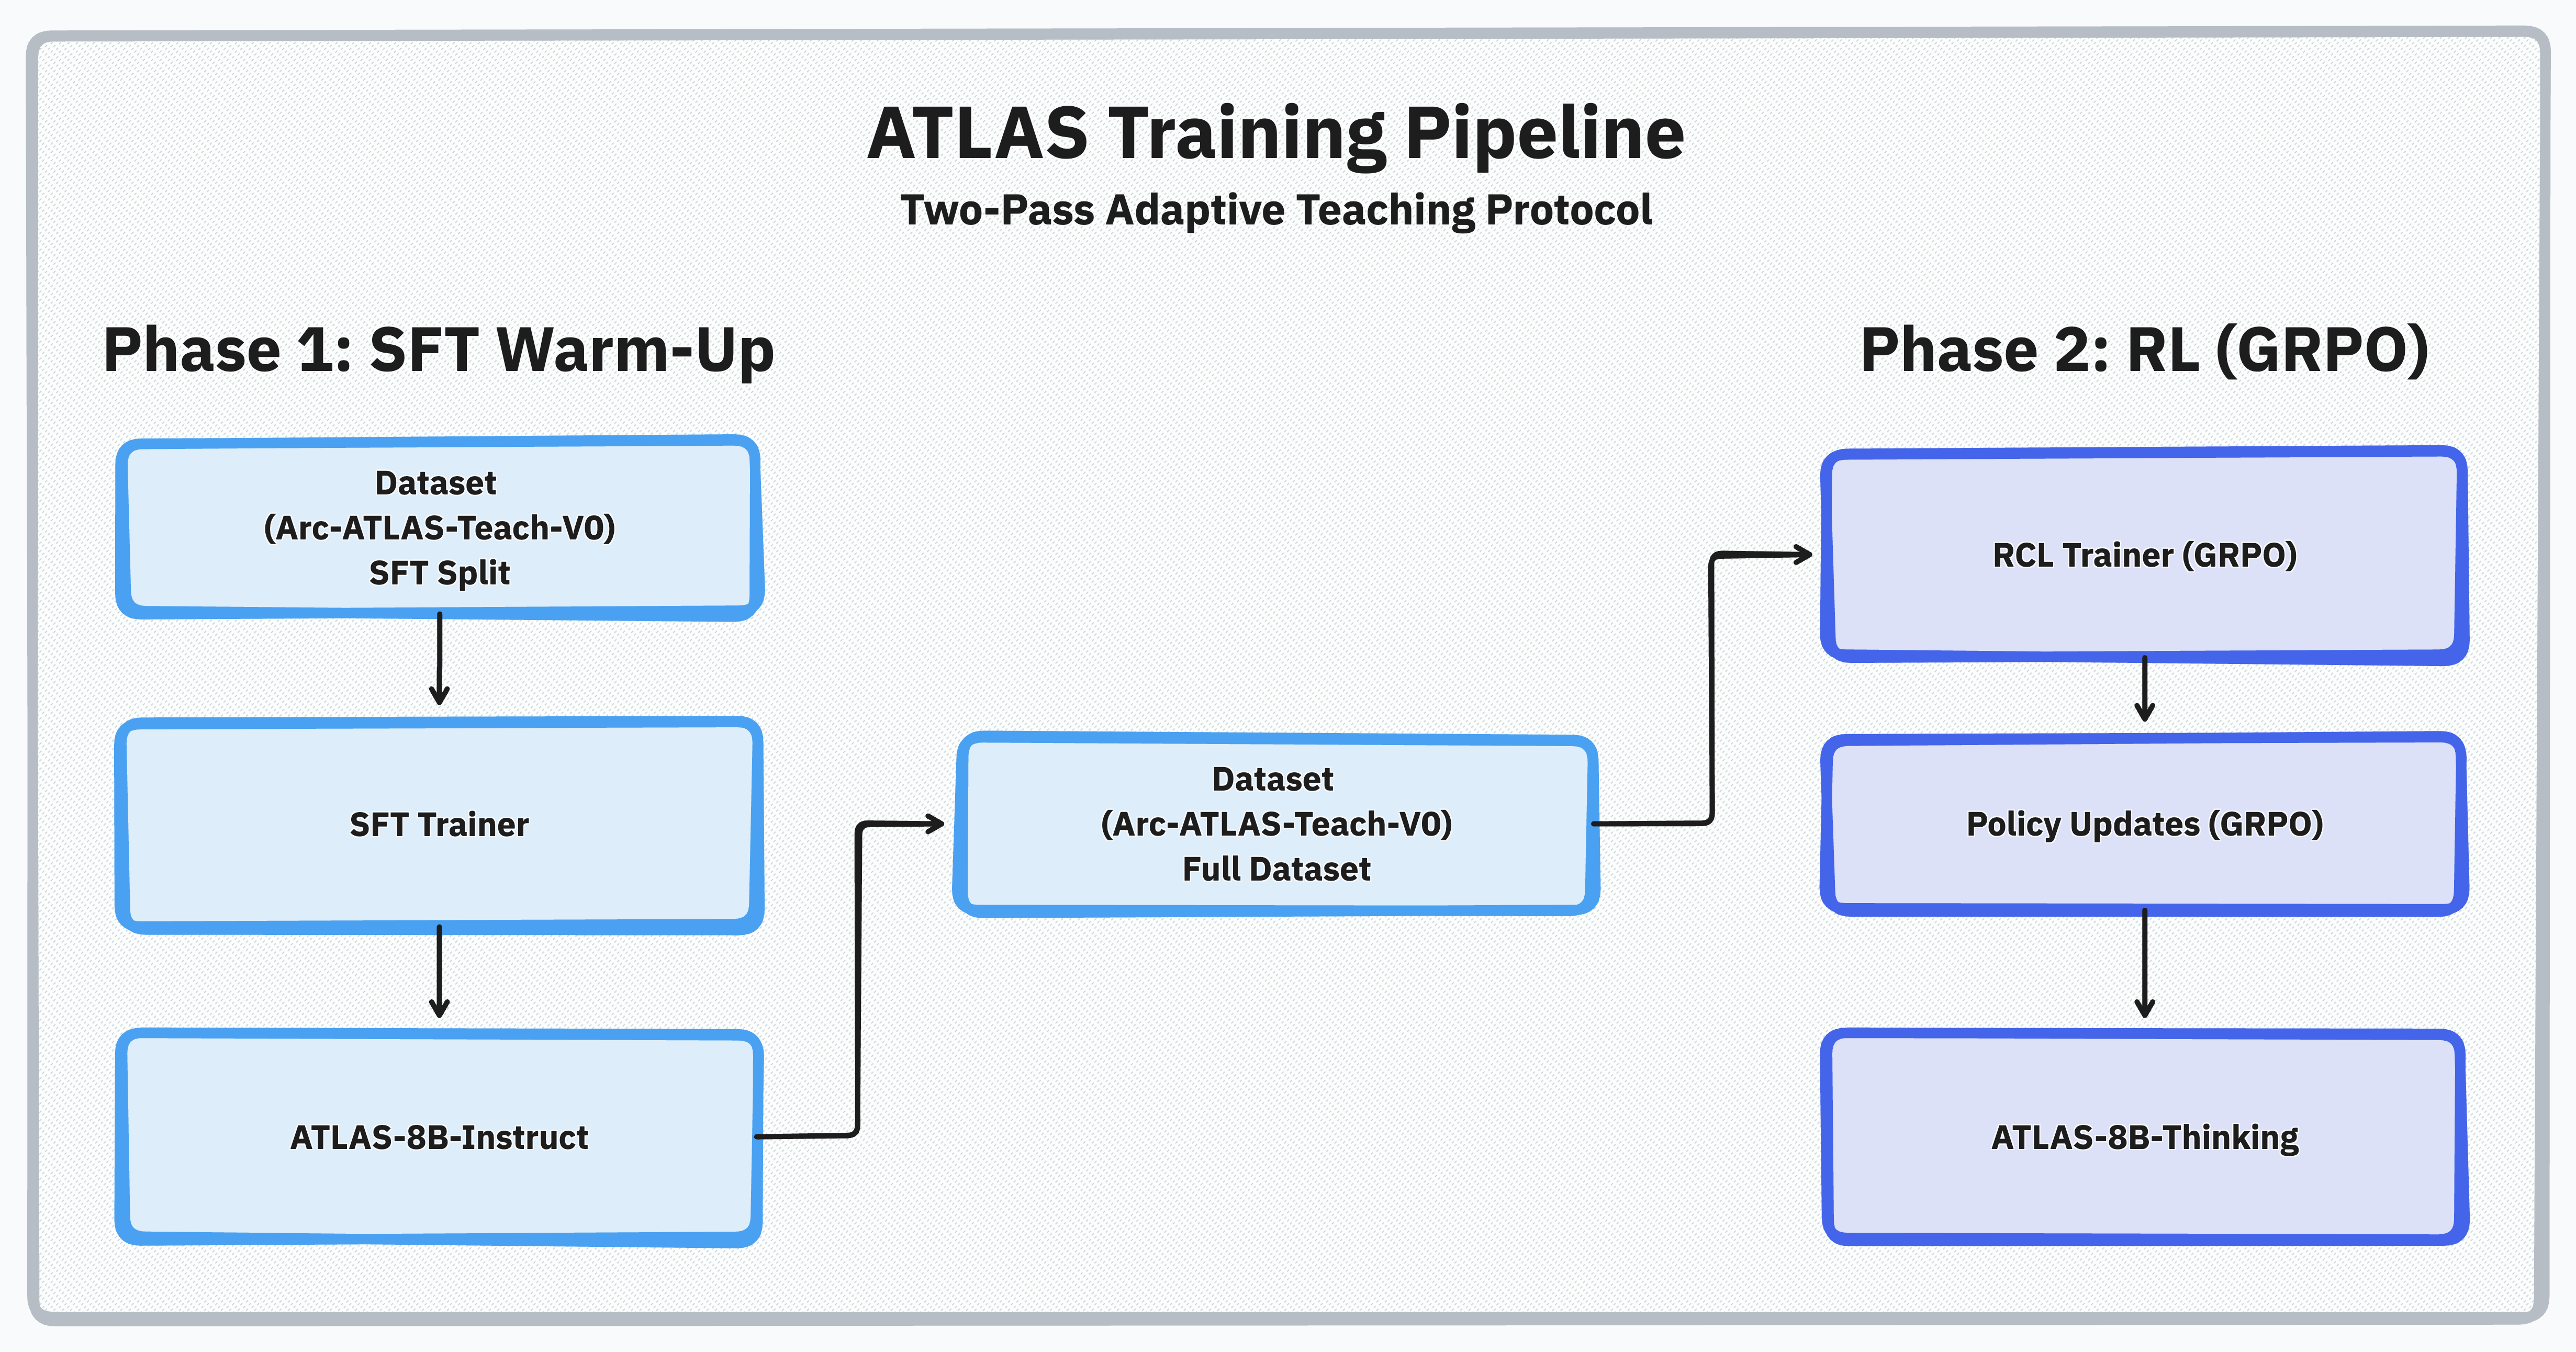 ATLAS Training Pipeline
Two-Pass Adaptive Teaching Protocol
Phase 1: SFT Warm-Up
Dataset
(Arc-ATLAS-Teach-V0)
SFT Split
SFT Trainer
ATLAS-8B-Instruct
Dataset
(Arc-ATLAS-Teach-V0)
Full Dataset
Phase 2: RL (GRPO)
RCL Trainer (GRPO)
Policy Updates (GRPO)
ATLAS-8B-Thinking